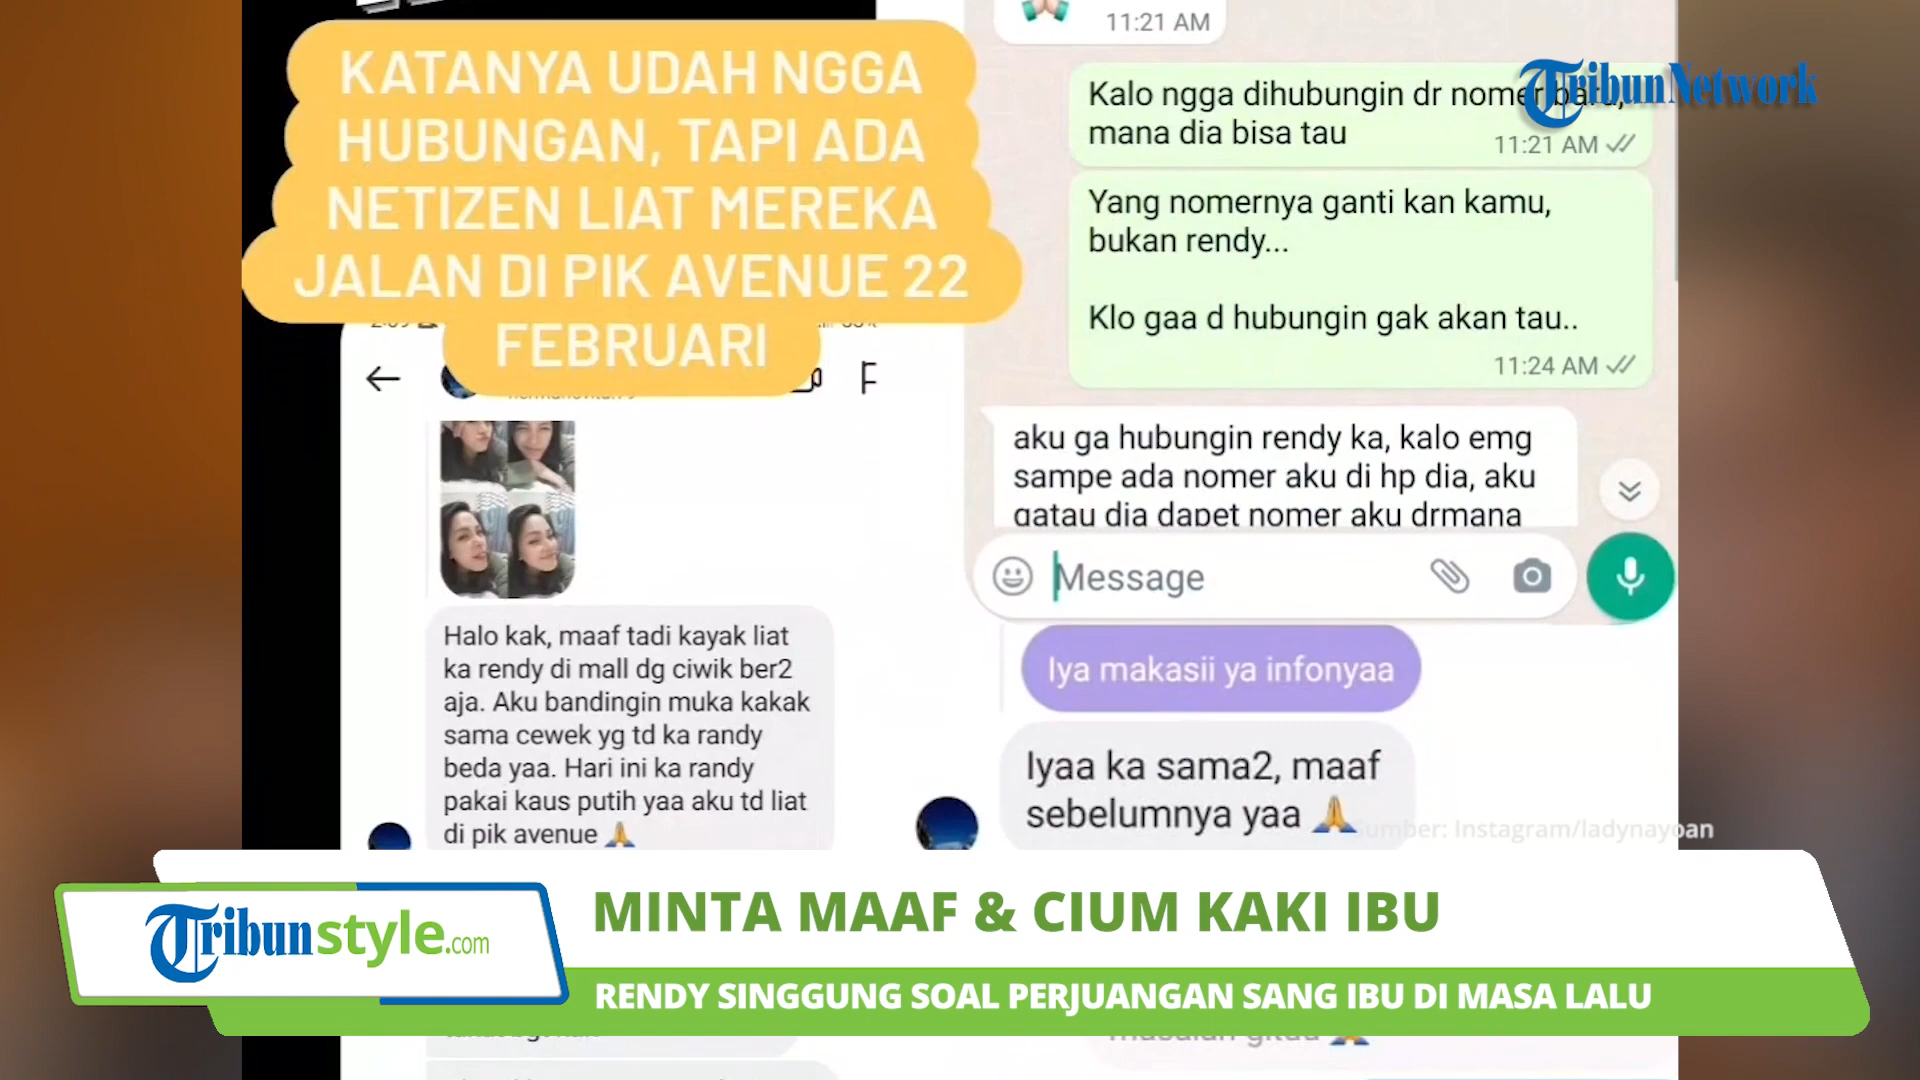 KATANYA UDAH NGGA
HUBUNGAN, TAPI ADA
NETIZEN LIAT MEREKA
JALAN DI PIK AVENUE 22
FEBRUARI
Halo kak, maaf tadi kayak liat
ka rendy di mall dg ciwik ber2
aja. Aku bandingin muka kakak
sama cewek yg td ka randy
beda yaa. Hari ini ka randy
pakai kaus putih yaa aku td liat
di pik avenue 🙏
11:21 AM
TribunNetwork
Kalo ngga dihubungin dr nomer baru,
mana dia bisa tau
11:21 AM
Yang nomernya ganti kan kamu,
bukan rendy...
Klo gaa d hubungin gak akan tau..
11:24 AM
aku ga hubungin rendy ka, kalo emg
sampe ada nomer aku di hp dia, aku
gatau dia dapet nomer aku drmana
Message
Iya makasii ya infonyaa
Iyaa ka sama2, maaf
sebelumnya yaa 🙏
Sumber: Instagram/ladynayoan
Tribunstyle.com
MINTA MAAF & CIUM KAKI IBU
RENDY SINGGUNG SOAL PERJUANGAN SANG IBU DI MASA LALU